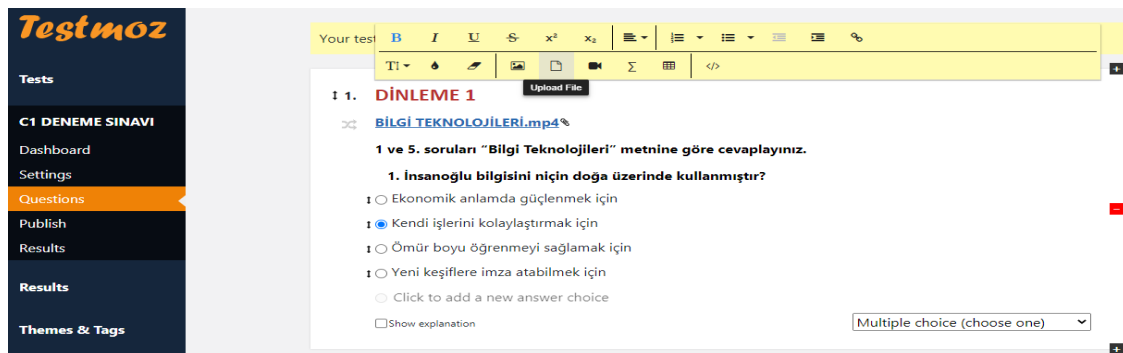 Testmoz
Tests
C1 DENEME SINAVI
Dashboard
Settings
Questions
Publish
Results
Results
Themes & Tags
Your test
B I U S x² x₂
TI Σ </>
Upload File
1. DİNLEME 1
BİLGİ TEKNOLOJİLERİ.mp4
1 ve 5. soruları “Bilgi Teknolojileri” metnine göre cevaplayınız.
1. İnsanoğlu bilgisini niçin doğa üzerinde kullanmıştır?
Ekonomik anlamda güçlenmek için
Kendi işlerini kolaylaştırmak için
Ömür boyu öğrenmeyi sağlamak için
Yeni keşiflere imza atabilmek için
Click to add a new answer choice
Show explanation
Multiple choice (choose one)